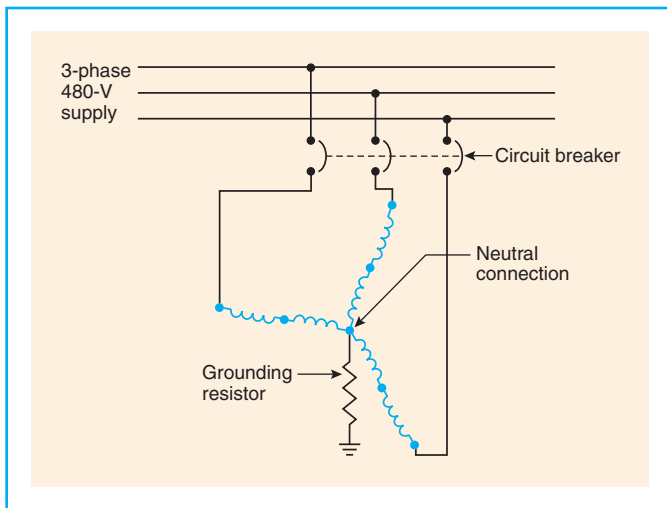 3-phase
480-V
supply
Circuit breaker
Neutral
connection
Grounding
resistor